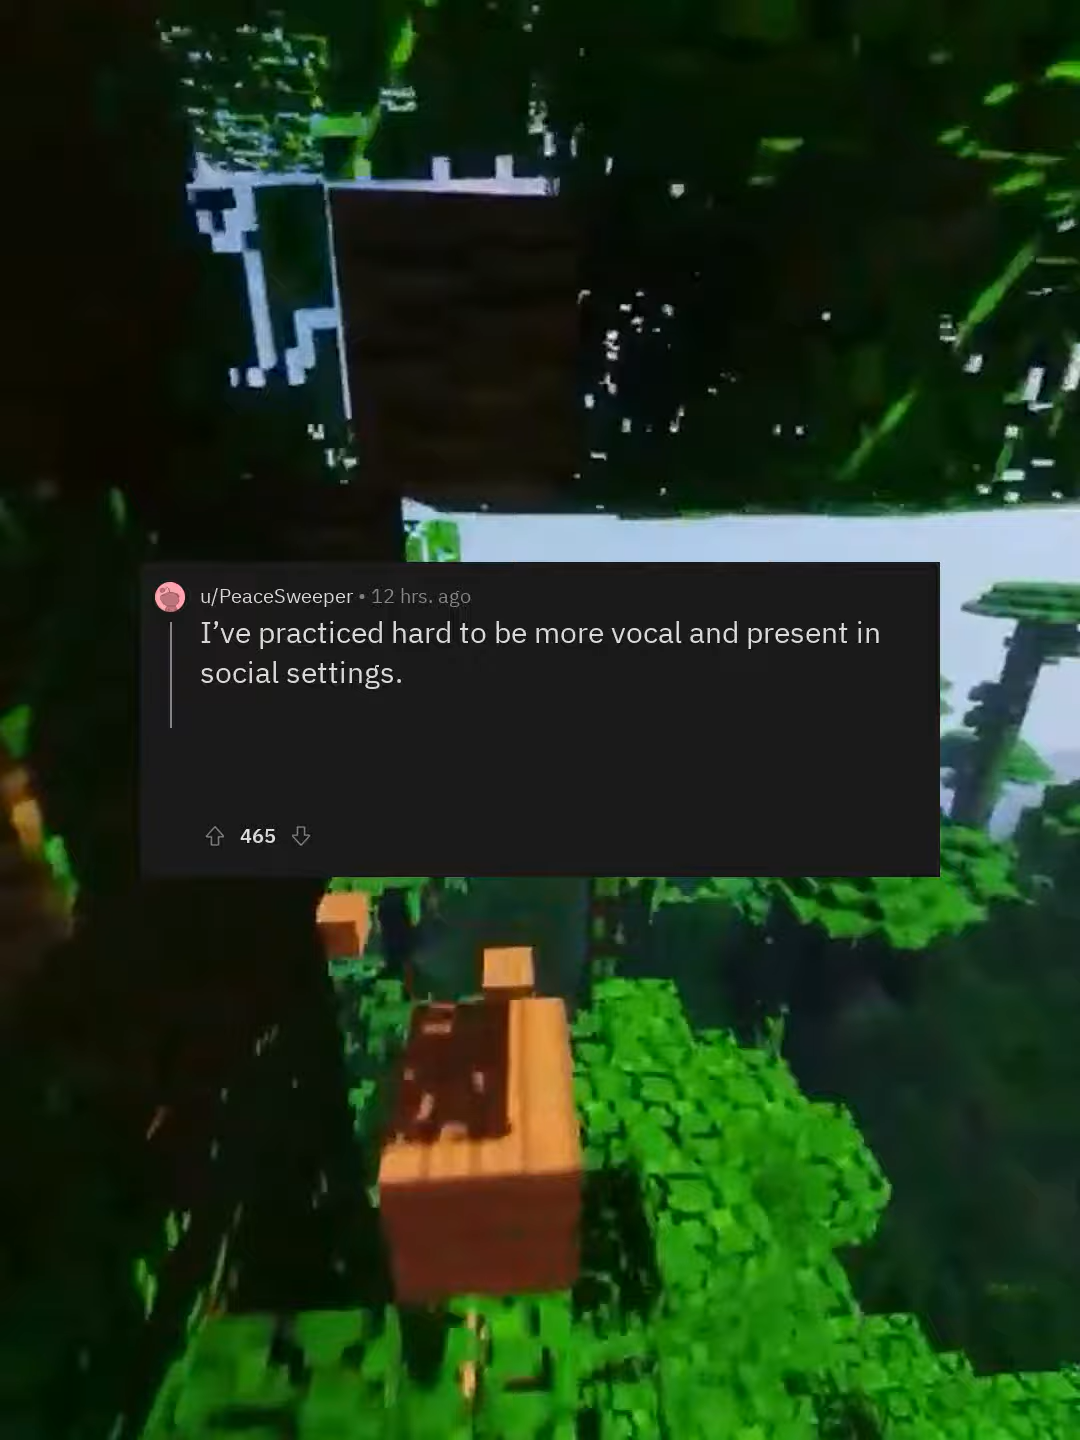 u/PeaceSweeper • 12 hrs. ago
I’ve practiced hard to be more vocal and present in
social settings.
465